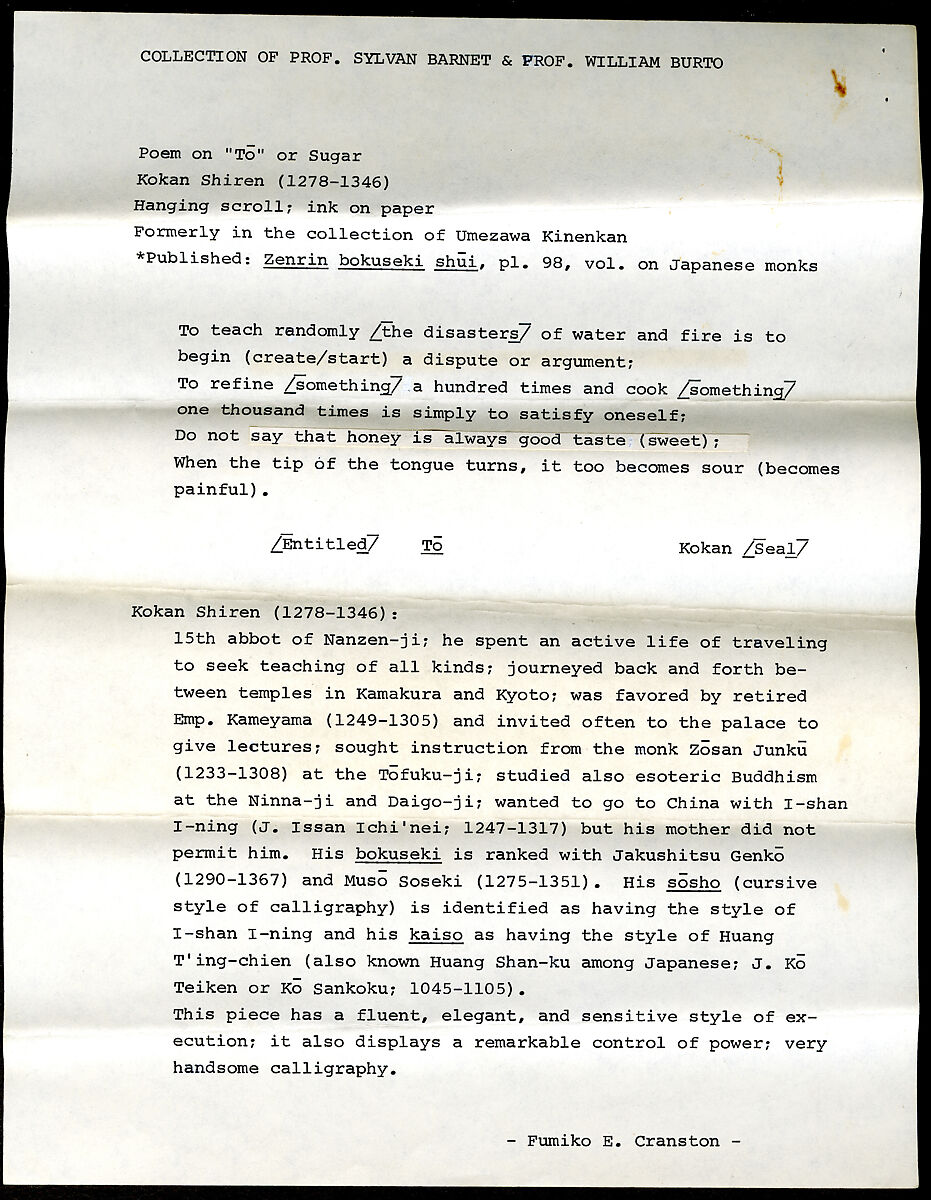 COLLECTION OF PROF. SYLVAN BARNET & PROF. WILLIAM BURTO
Poem on "Tō" or Sugar
Kokan Shiren (1278-1346)
Hanging scroll; ink on paper
Formerly in the collection of Umezawa Kinenkan
*Published: Zenrin bokuseki shūi, pl. 98, vol. on Japanese monks
To teach randomly [the disasters] of water and fire is to
begin (create/start) a dispute or argument;
To refine [something] a hundred times and cook [something]
one thousand times is simply to satisfy oneself;
Do not say that honey is always good taste (sweet);
When the tip of the tongue turns, it too becomes sour (becomes
painful).
[Entitled] Tō Kokan [Seal]
Kokan Shiren (1278-1346):
15th abbot of Nanzen-ji; he spent an active life of traveling
to seek teaching of all kinds; journeyed back and forth be-
tween temples in Kamakura and Kyoto; was favored by retired
Emp. Kameyama (1249-1305) and invited often to the palace to
give lectures; sought instruction from the monk Zōsan Junkū
(1233-1308) at the Tōfuku-ji; studied also esoteric Buddhism
at the Ninna-ji and Daigo-ji; wanted to go to China with I-shan
I-ning (J. Issan Ichi'nei; 1247-1317) but his mother did not
permit him. His bokuseki is ranked with Jakushitsu Genkō
(1290-1367) and Musō Soseki (1275-1351). His sōsho (cursive
style of calligraphy) is identified as having the style of
I-shan I-ning and his kaiso as having the style of Huang
T'ing-chien (also known Huang Shan-ku among Japanese; J. Kō
Teiken or Kō Sankoku; 1045-1105).
This piece has a fluent, elegant, and sensitive style of ex-
ecution; it also displays a remarkable control of power; very
handsome calligraphy.
- Fumiko E. Cranston -